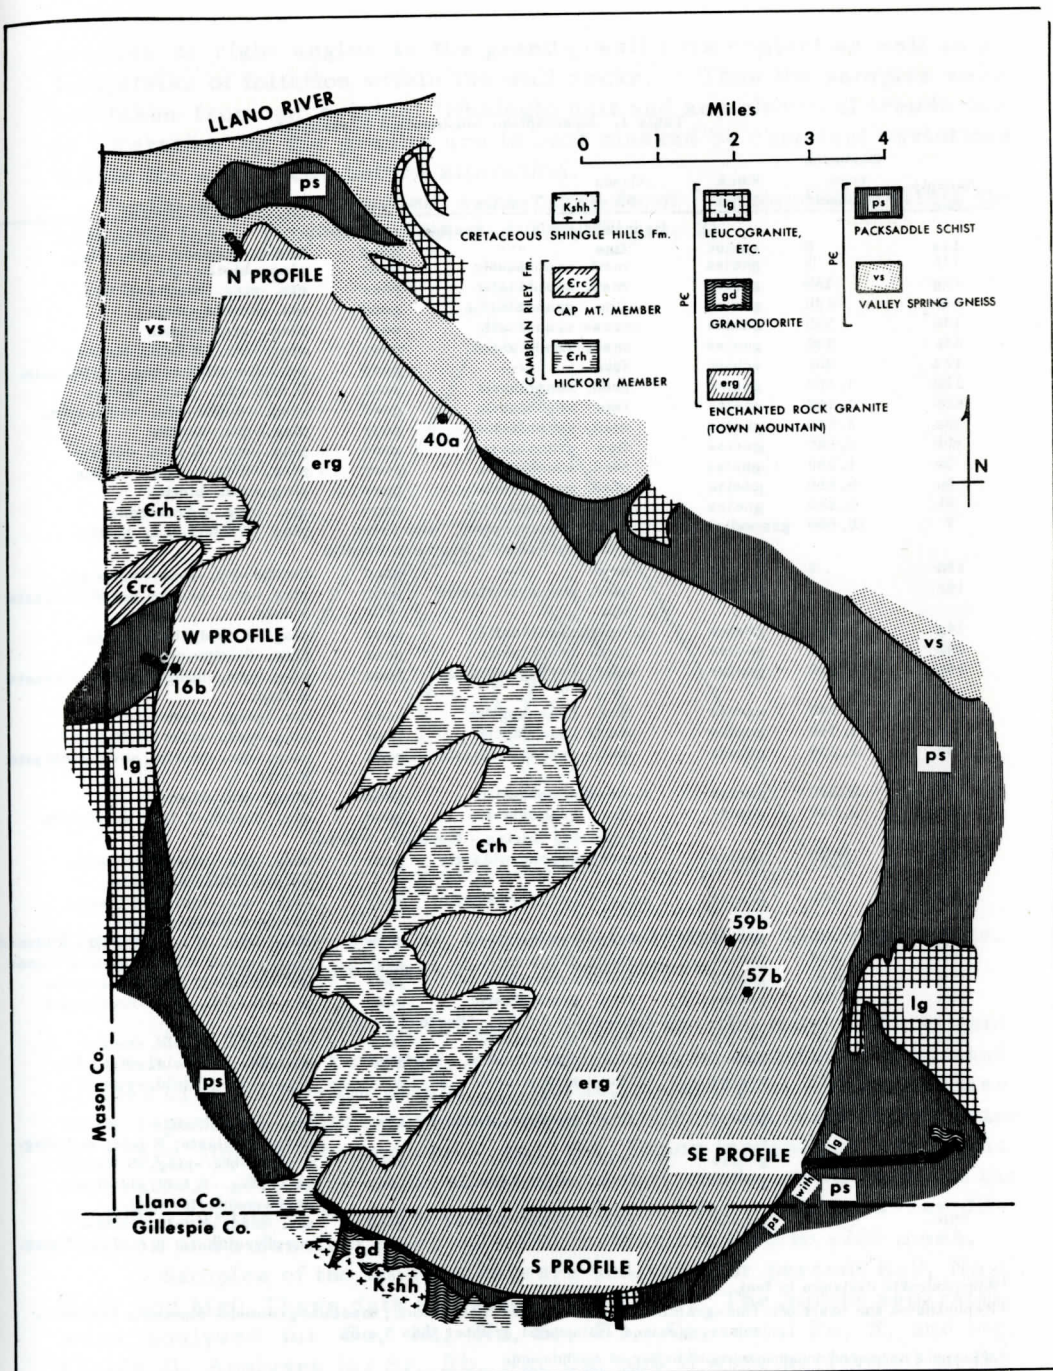 LLANO RIVER
Miles
0 1 2 3 4
ps
Kshh
CRETACEOUS SHINGLE HILLS Fm.
CAMBRIAN RILEY Fm.
Єrc
CAP MT. MEMBER
Єrh
HICKORY MEMBER
PЄ
lg
LEUCOGRANITE,
ETC.
gd
GRANODIORITE
erg
ENCHANTED ROCK GRANITE
(TOWN MOUNTAIN)
PЄ
ps
PACKSADDLE SCHIST
vs
VALLEY SPRING GNEISS
N
N PROFILE
vs
40a
erg
Єrh
Єrc
W PROFILE
16b
vs
lg
ps
Єrh
59b
57b
lg
ps
erg
Mason Co.
SE PROFILE
lg
with
ps
ps
Llano Co.
Gillespie Co.
gd
S PROFILE
Kshh